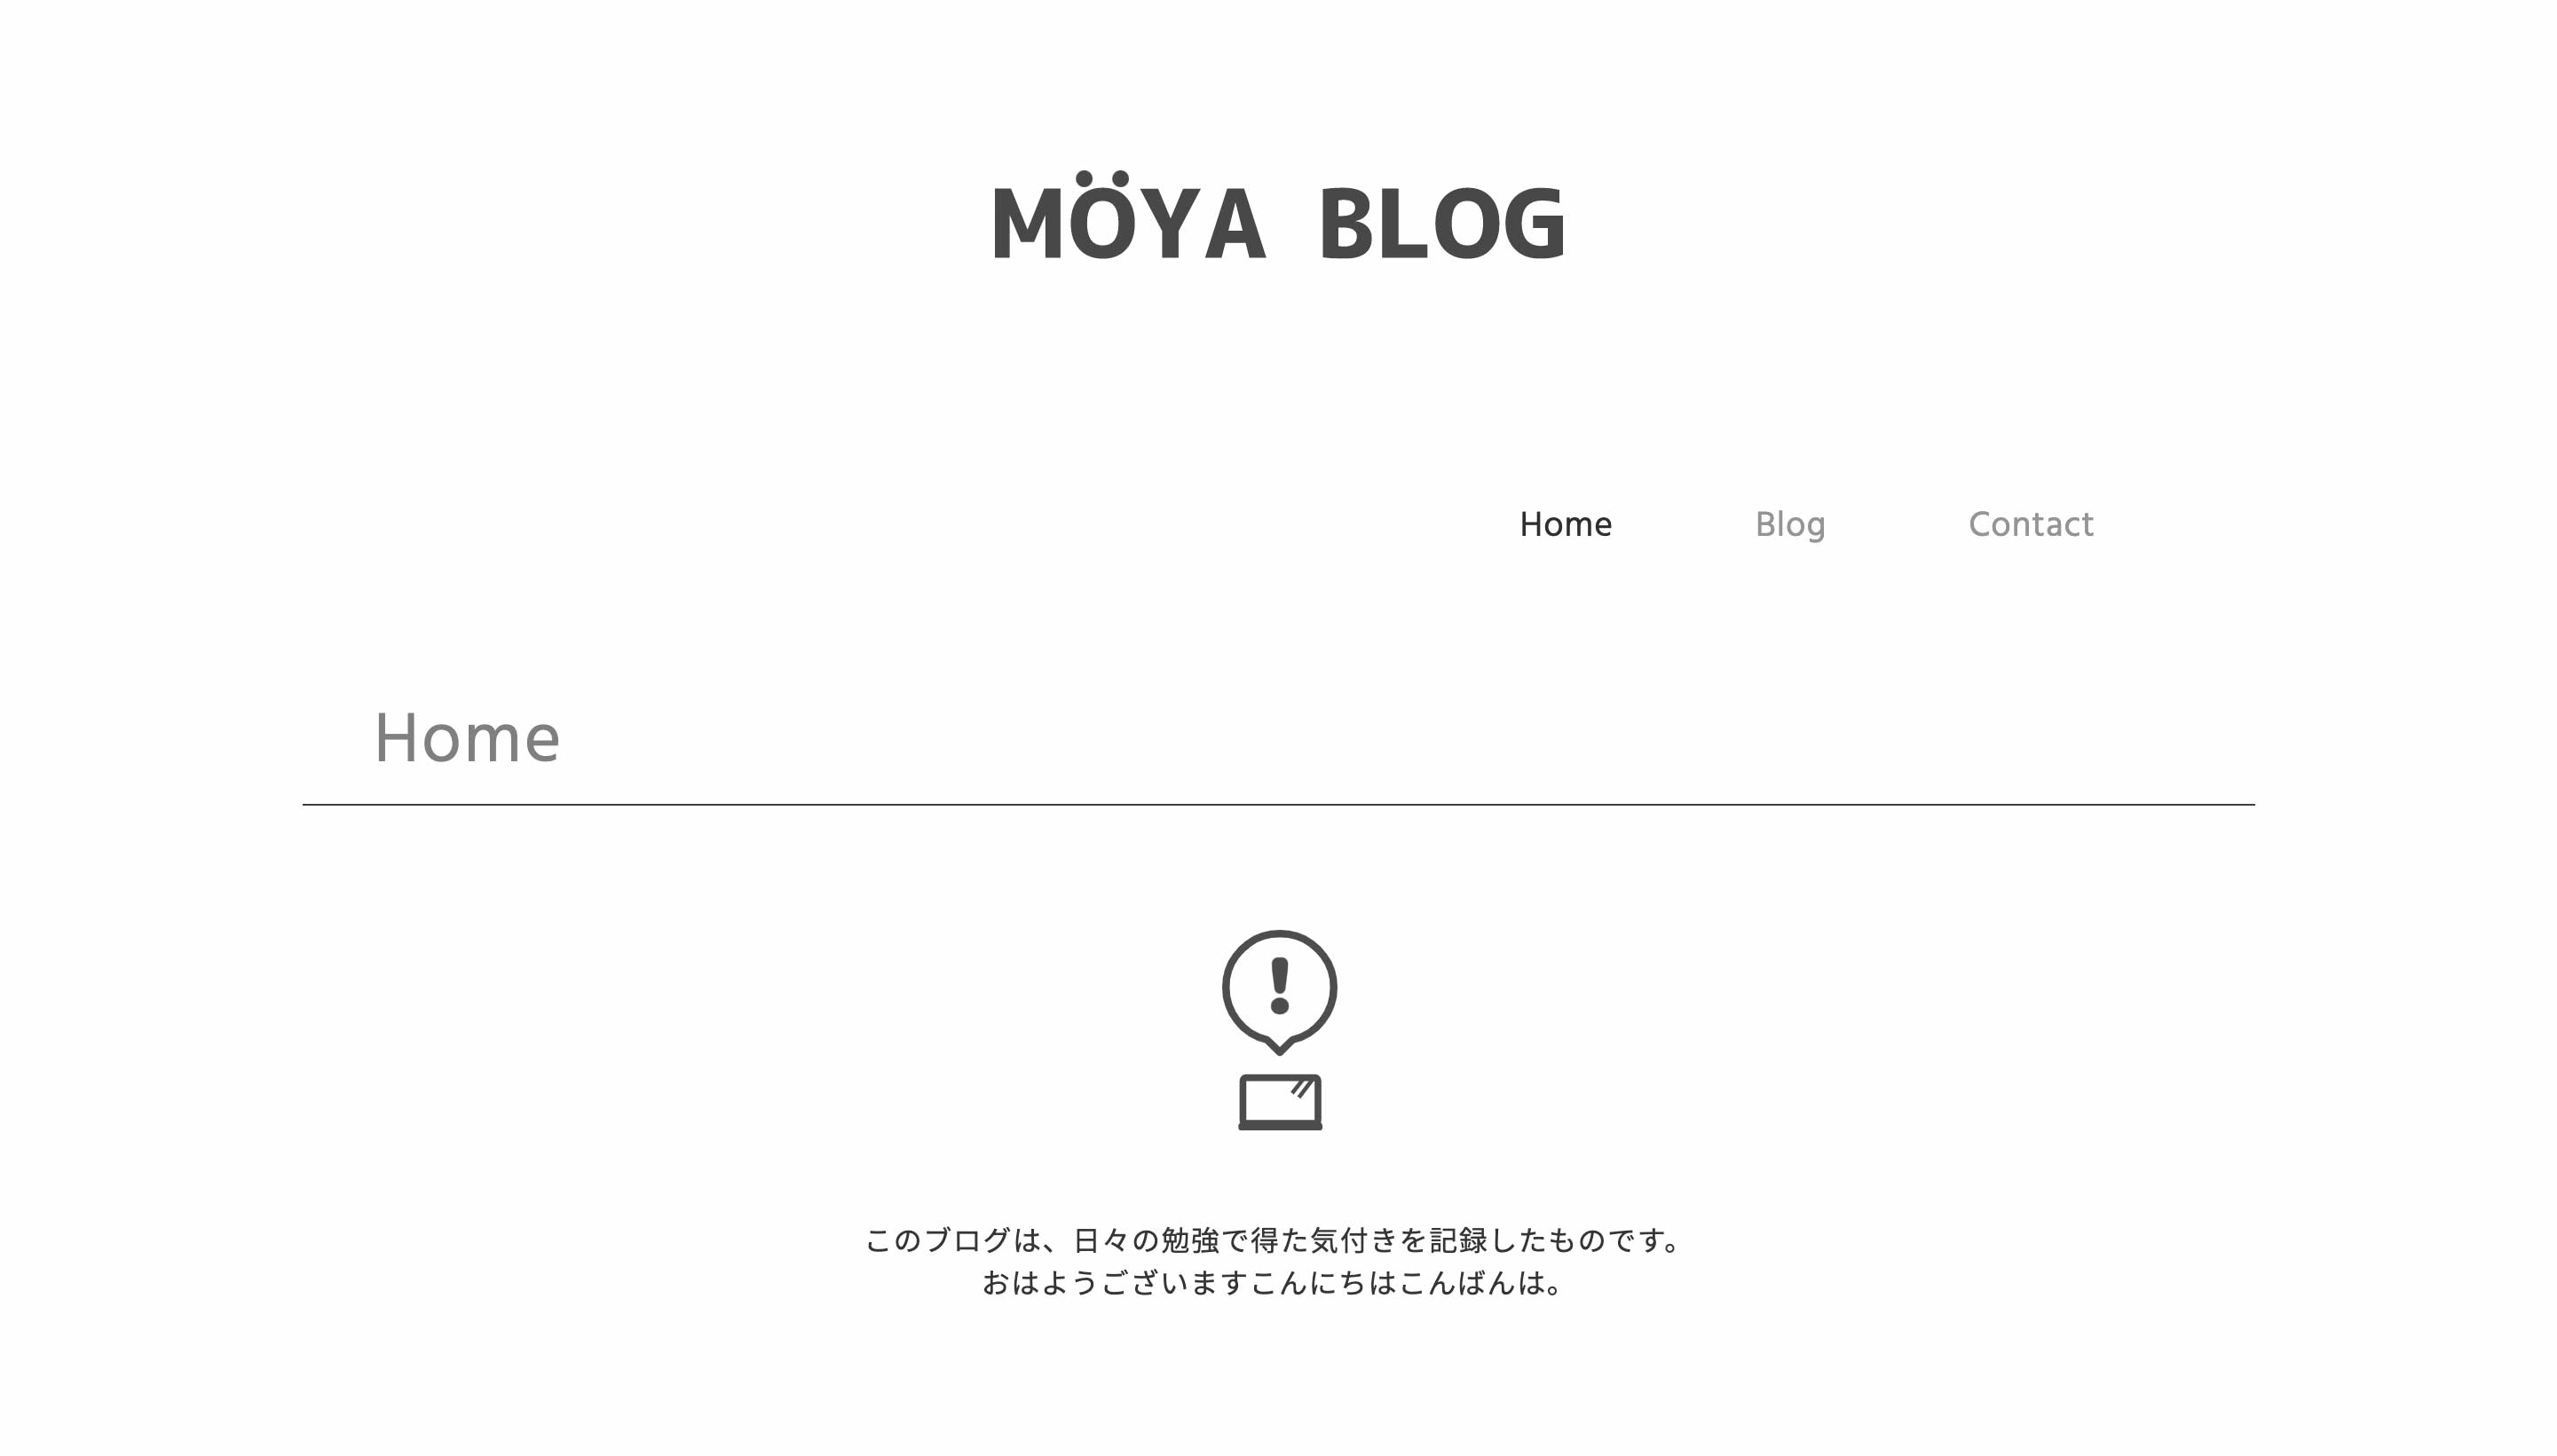 MÖYA BLOG
Home Blog Contact
Home
!
このブログは、日々の勉強で得た気付きを記録したものです。
おはようございますこんにちはこんばんは。